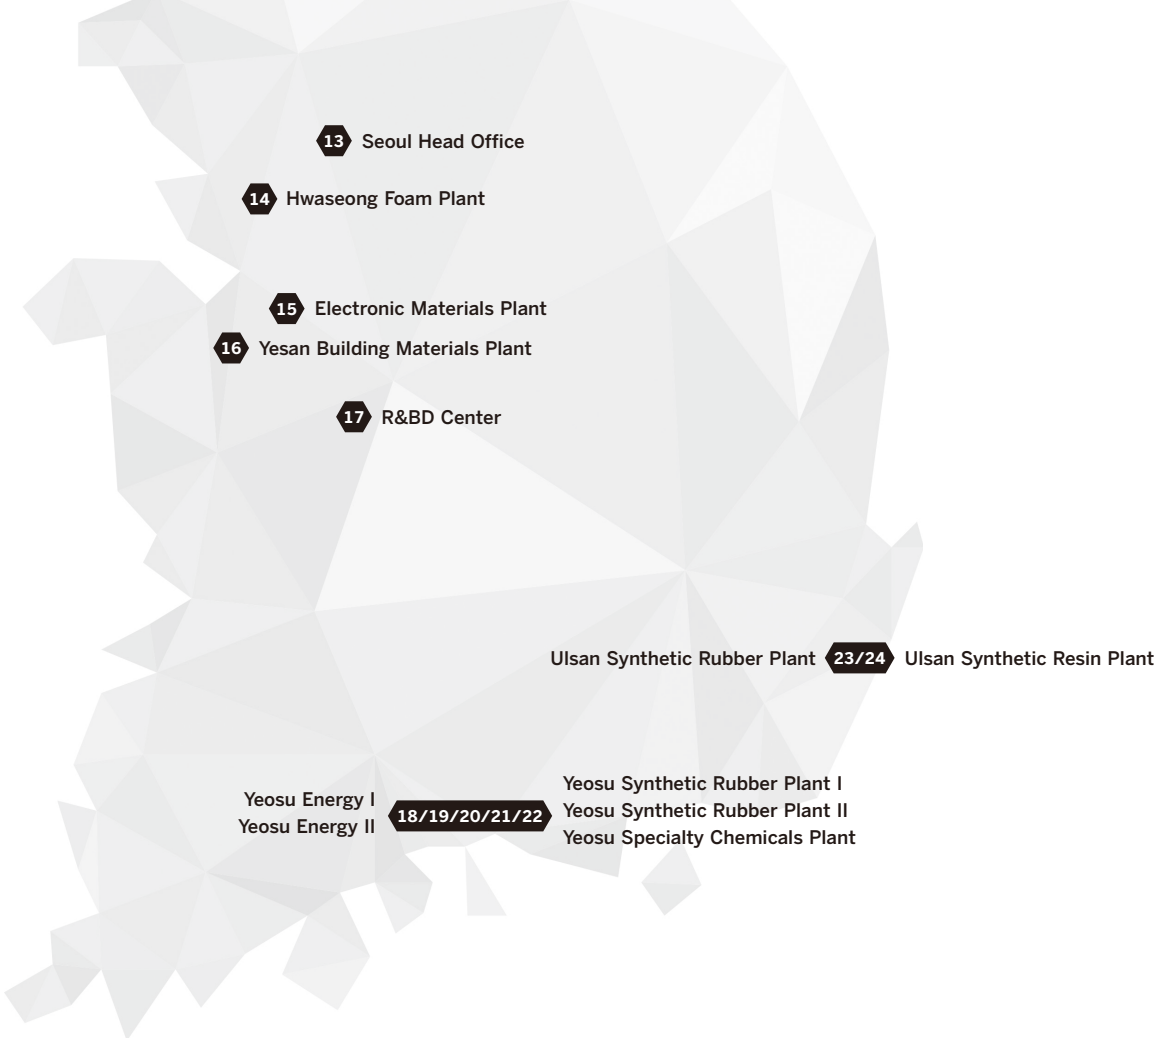 13 Seoul Head Office
14 Hwaseong Foam Plant
15 Electronic Materials Plant
16 Yesan Building Materials Plant
17 R&BD Center
Ulsan Synthetic Rubber Plant 23/24 Ulsan Synthetic Resin Plant
Yeosu Energy I
Yeosu Energy II
18/19/20/21/22
Yeosu Synthetic Rubber Plant I
Yeosu Synthetic Rubber Plant II
Yeosu Specialty Chemicals Plant